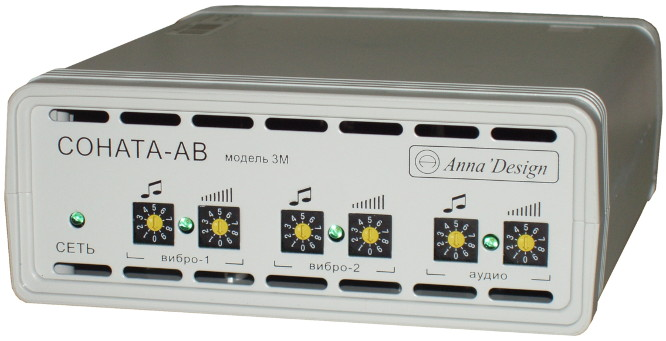 СОНАТА-АВ модель 3М
Anna'Design
СЕТЬ
вибро-1
вибро-2
аудио